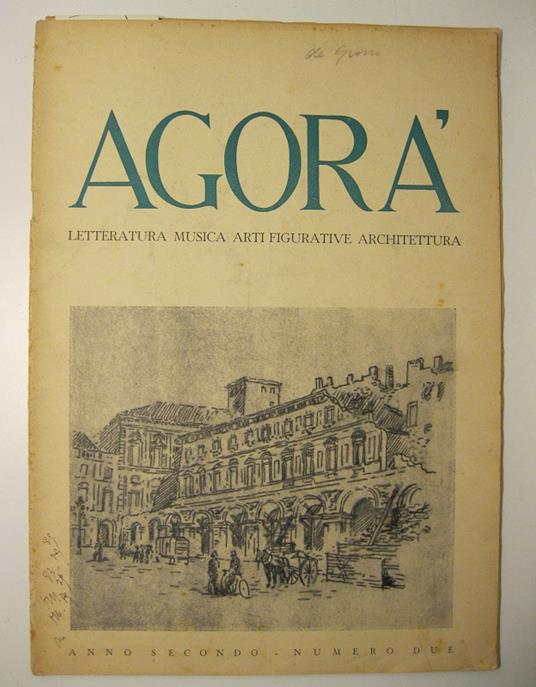 AGORA'
LETTERATURA MUSICA ARTI FIGURATIVE ARCHITETTURA
ANNO SECONDO - NUMERO DUE